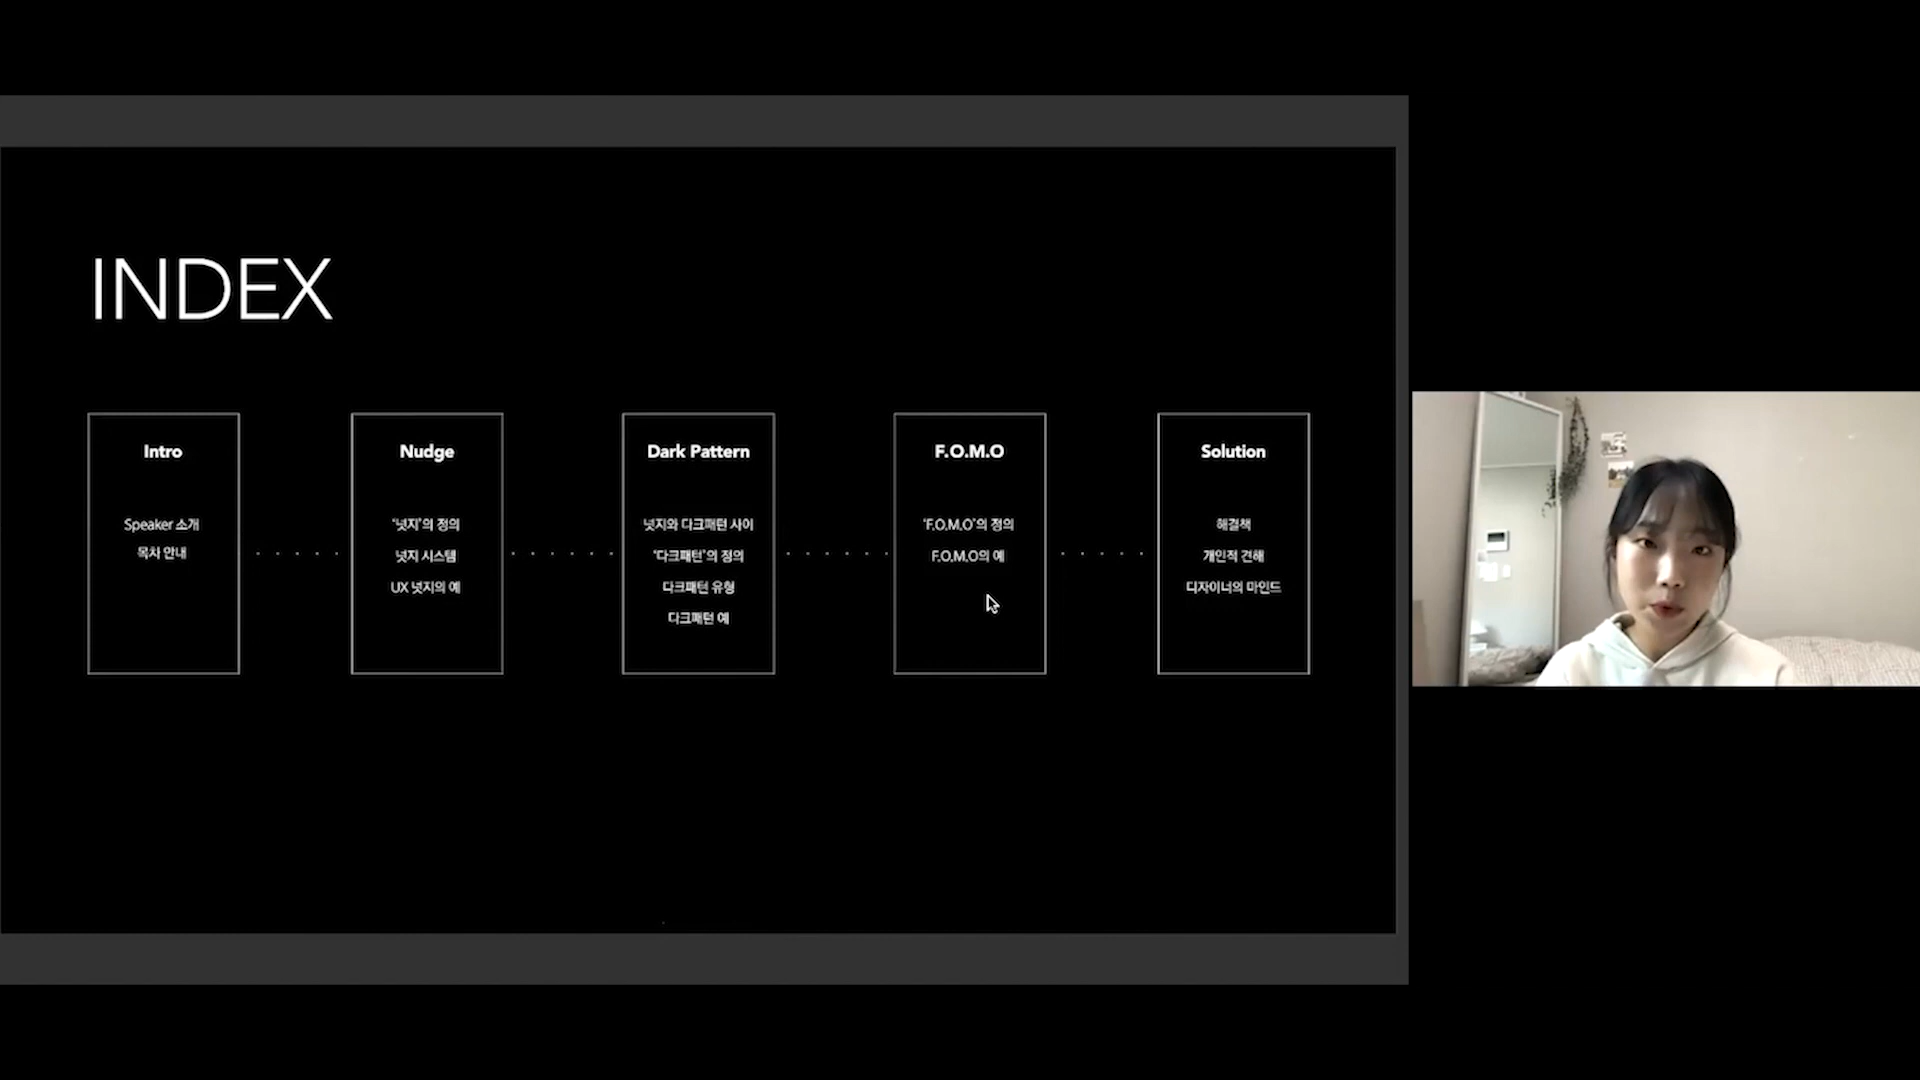 INDEX
Intro
Speaker 소개
목차 안내
Nudge
'넛지'의 정의
넛지 시스템
UX 넛지의 예
Dark Pattern
넛지와 다크패턴 사이
'다크패턴'의 정의
다크패턴 유형
다크패턴 예
F.O.M.O
'F.O.M.O'의 정의
F.O.M.O의 예
Solution
해결책
개인적 견해
디자이너의 마인드